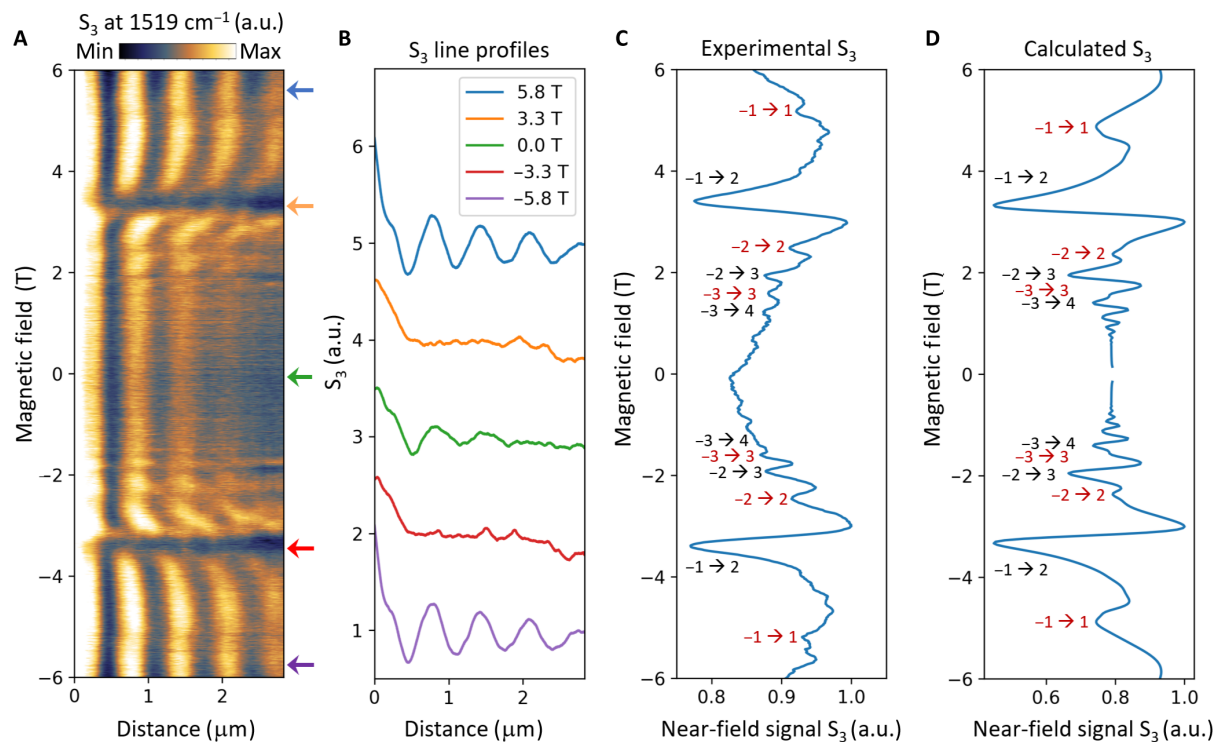 S₃ at 1519 cm⁻¹ (a.u.)
A
Min
Max
6
4
2
0
−2
−4
−6
Magnetic field (T)
0
1
2
Distance (μm)
B
S₃ line profiles
5.8 T
3.3 T
0.0 T
−3.3 T
−5.8 T
6
5
4
3
2
1
S₃ (a.u.)
0
1
2
Distance (μm)
C
Experimental S₃
6
4
2
0
−2
−4
−6
Magnetic field (T)
−1 → 1
−1 → 2
−2 → 2
−2 → 3
−3 → 3
−3 → 4
−3 → 4
−3 → 3
−2 → 3
−2 → 2
−1 → 2
−1 → 1
0.8
0.9
1.0
Near-field signal S₃ (a.u.)
D
Calculated S₃
6
4
2
0
−2
−4
−6
Magnetic field (T)
−1 → 1
−1 → 2
−2 → 2
−2 → 3
−3 → 3
−3 → 4
−3 → 4
−3 → 3
−2 → 3
−2 → 2
−1 → 2
−1 → 1
0.6
0.8
1.0
Near-field signal S₃ (a.u.)